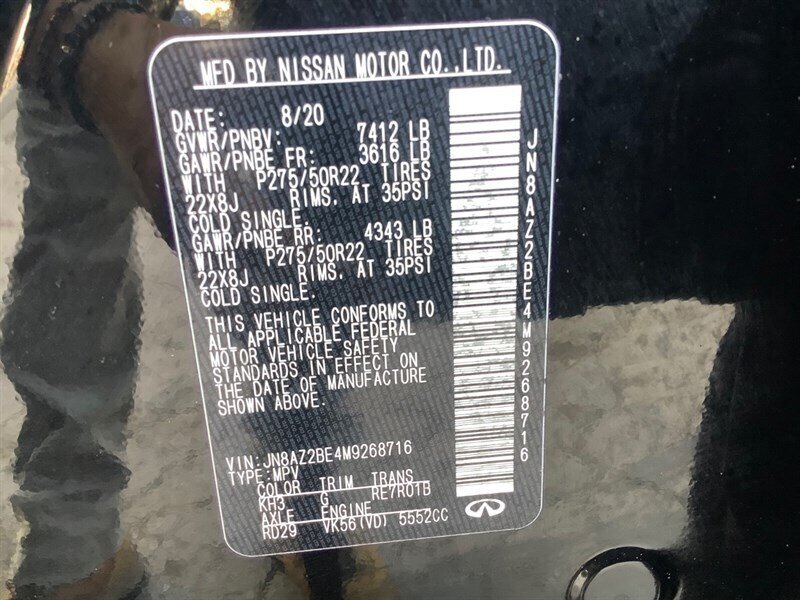 MFD BY NISSAN MOTOR CO.,LTD.
DATE: 8/20
GVWR/PNBV: 7412 LB
GAWR/PNBE FR: 3616 LB
WITH P275/50R22 TIRES
22X8J RIMS. AT 35PSI
COLD SINGLE.
GAWR/PNBE RR: 4343 LB
WITH P275/50R22 TIRES
22X8J RIMS. AT 35PSI
COLD SINGLE.
THIS VEHICLE CONFORMS TO
ALL APPLICABLE FEDERAL
MOTOR VEHICLE SAFETY
STANDARDS IN EFFECT ON
THE DATE OF MANUFACTURE
SHOWN ABOVE.
VIN: JN8AZ2BE4M9268716
TYPE: MPV
COLOR TRIM TRANS
KH3 G RE7R01B
AXLE ENGINE
RD29 VK56(VD) 5552CC
JN8AZ2BE4M9268716